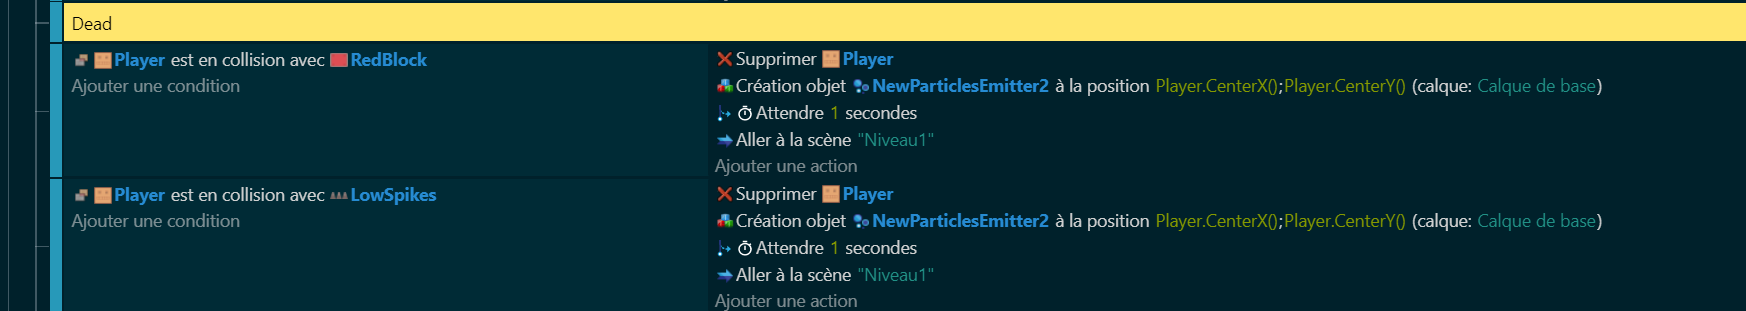 Dead
Player est en collision avec RedBlock
Ajouter une condition
Supprimer Player
Création objet NewParticlesEmitter2 à la position Player.CenterX();Player.CenterY() (calque: Calque de base)
Attendre 1 secondes
Aller à la scène "Niveau1"
Ajouter une action
Player est en collision avec LowSpikes
Ajouter une condition
Supprimer Player
Création objet NewParticlesEmitter2 à la position Player.CenterX();Player.CenterY() (calque: Calque de base)
Attendre 1 secondes
Aller à la scène "Niveau1"
Ajouter une action